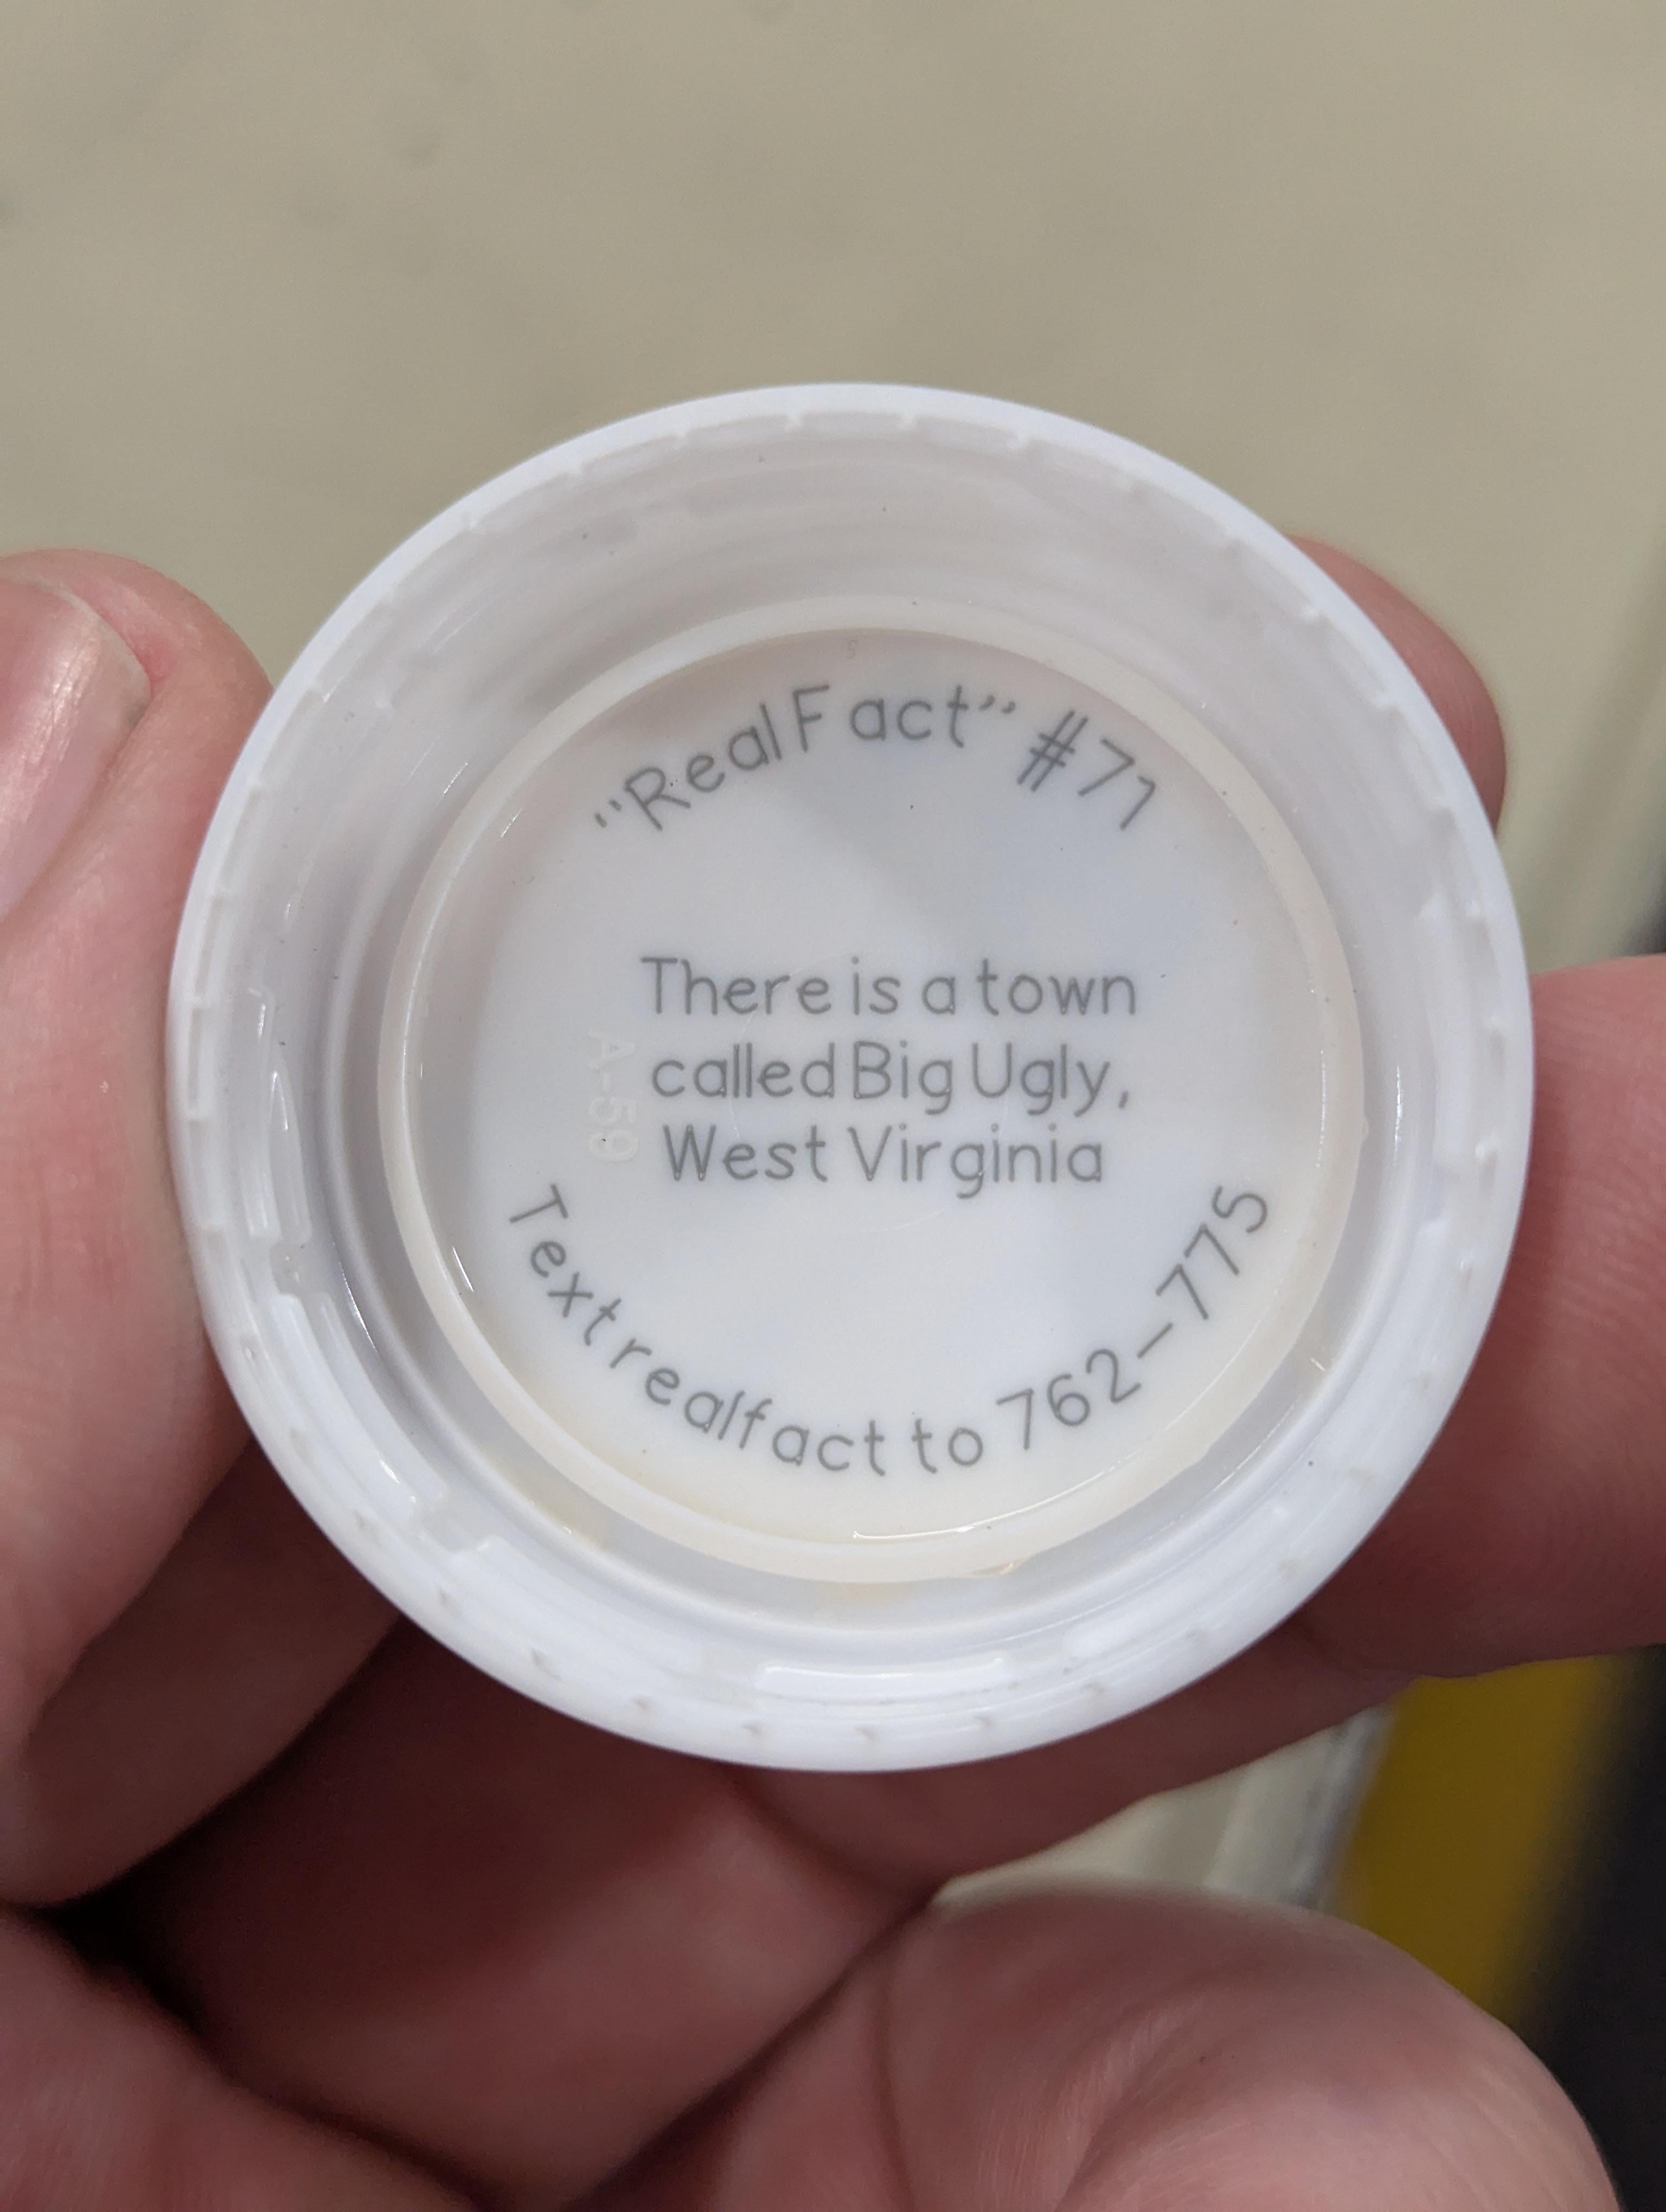 "Real Fact" #71
There is a town
called Big Ugly,
West Virginia
Text realfact to 762-775
A-59